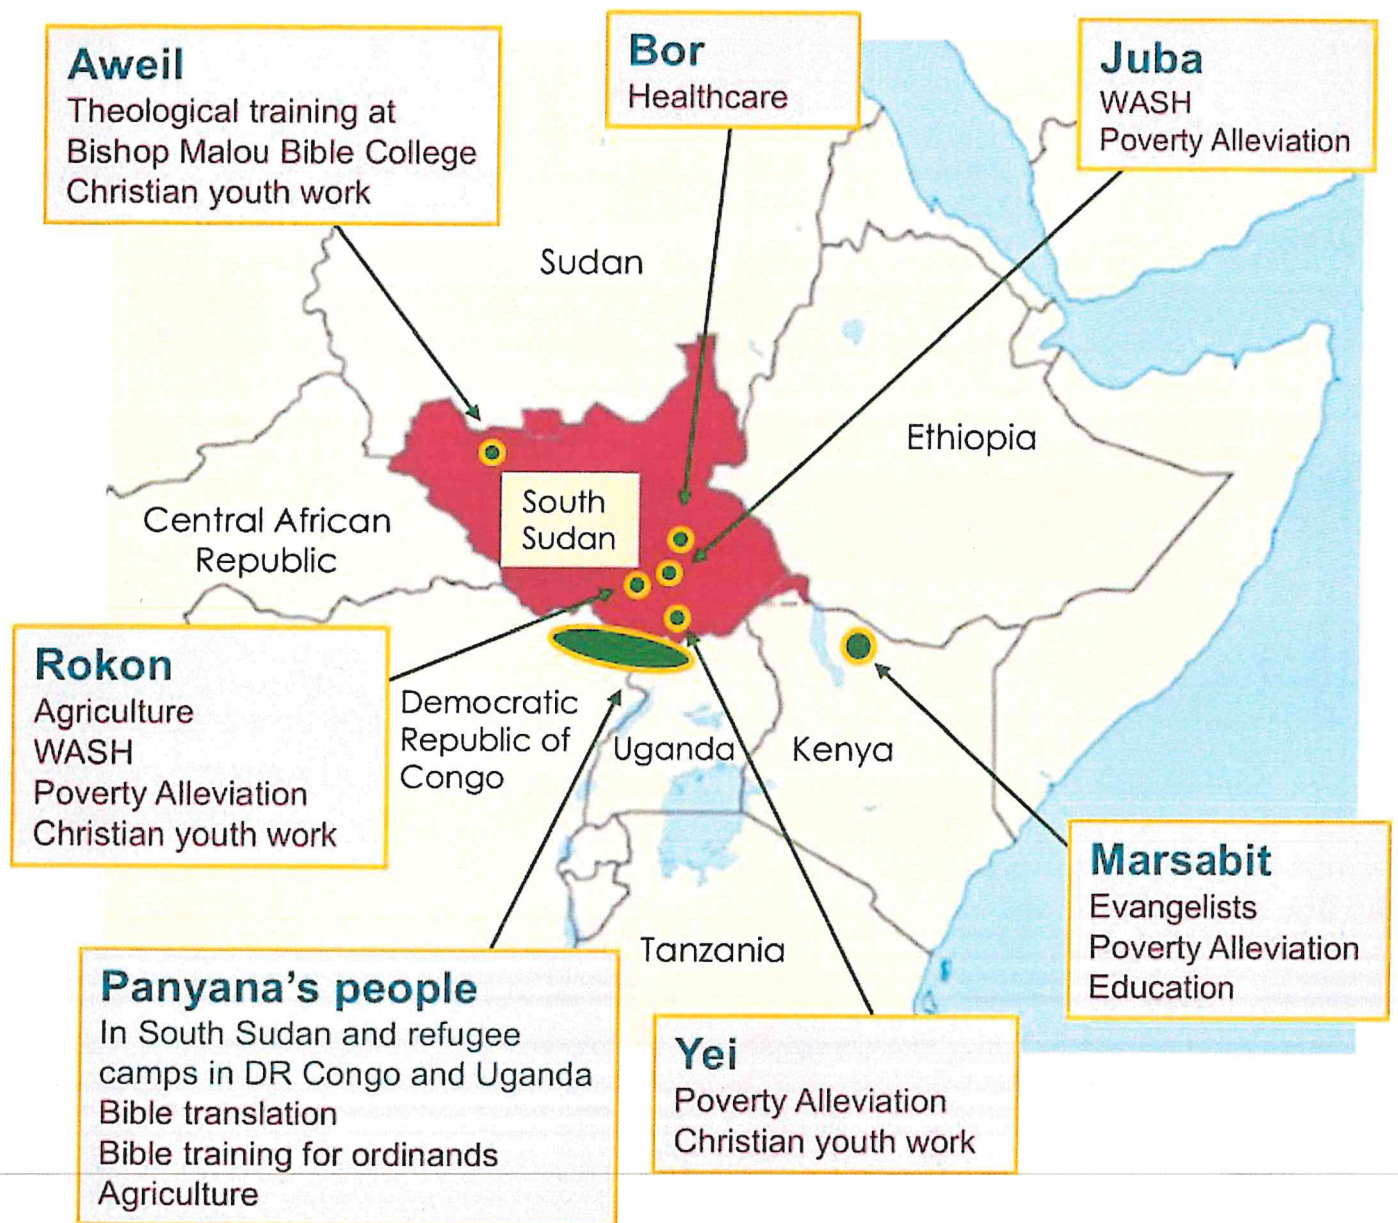 Aweil
Theological training at
Bishop Malou Bible College
Christian youth work
Bor
Healthcare
Juba
WASH
Poverty Alleviation
Sudan
Ethiopia
South
Sudan
Central African
Republic
Rokon
Agriculture
WASH
Poverty Alleviation
Christian youth work
Democratic
Republic of
Congo
Uganda
Kenya
Marsabit
Evangelists
Poverty Alleviation
Education
Tanzania
Panyana's people
In South Sudan and refugee
camps in DR Congo and Uganda
Bible translation
Bible training for ordinands
Agriculture
Yei
Poverty Alleviation
Christian youth work